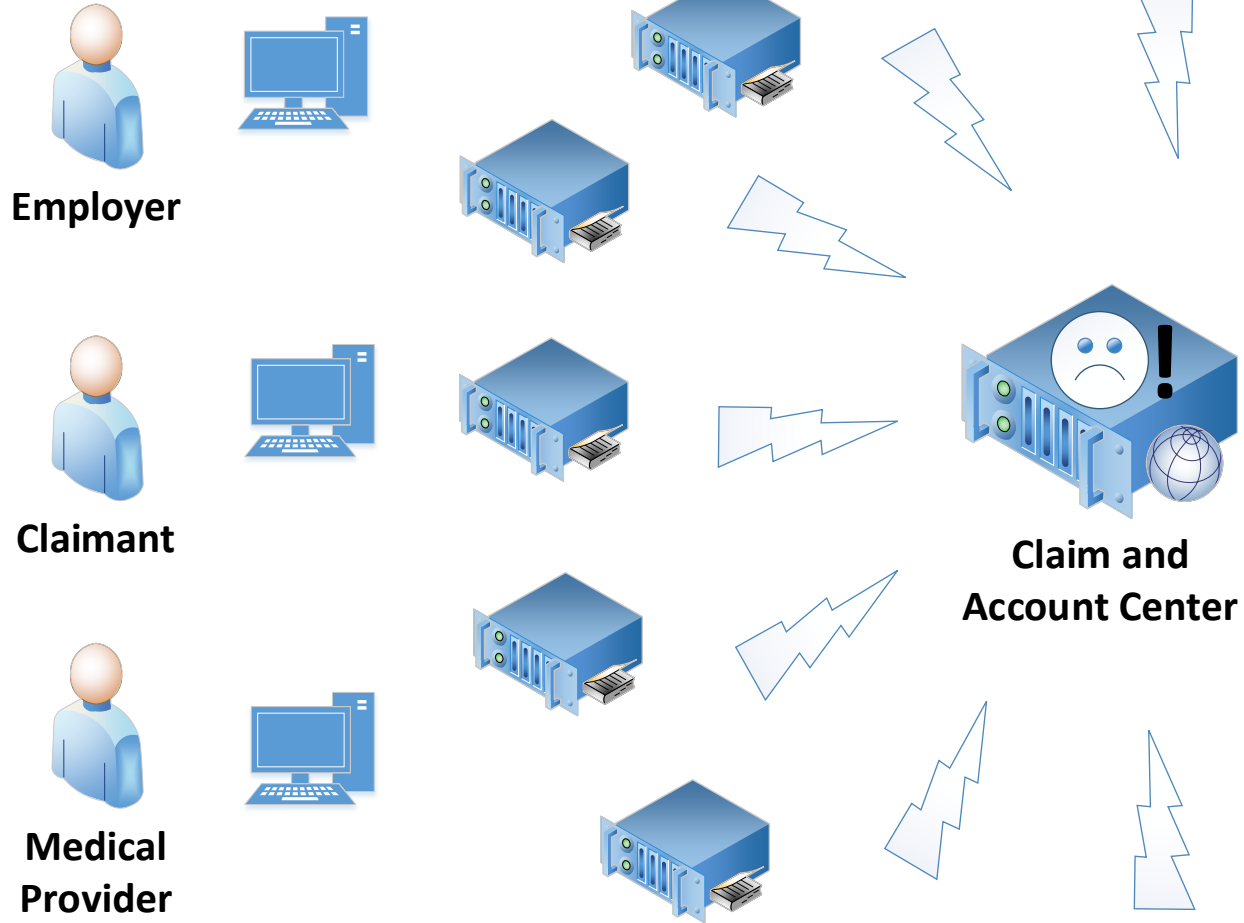 Employer
Claimant
Claim and
Account Center
Medical
Provider
!